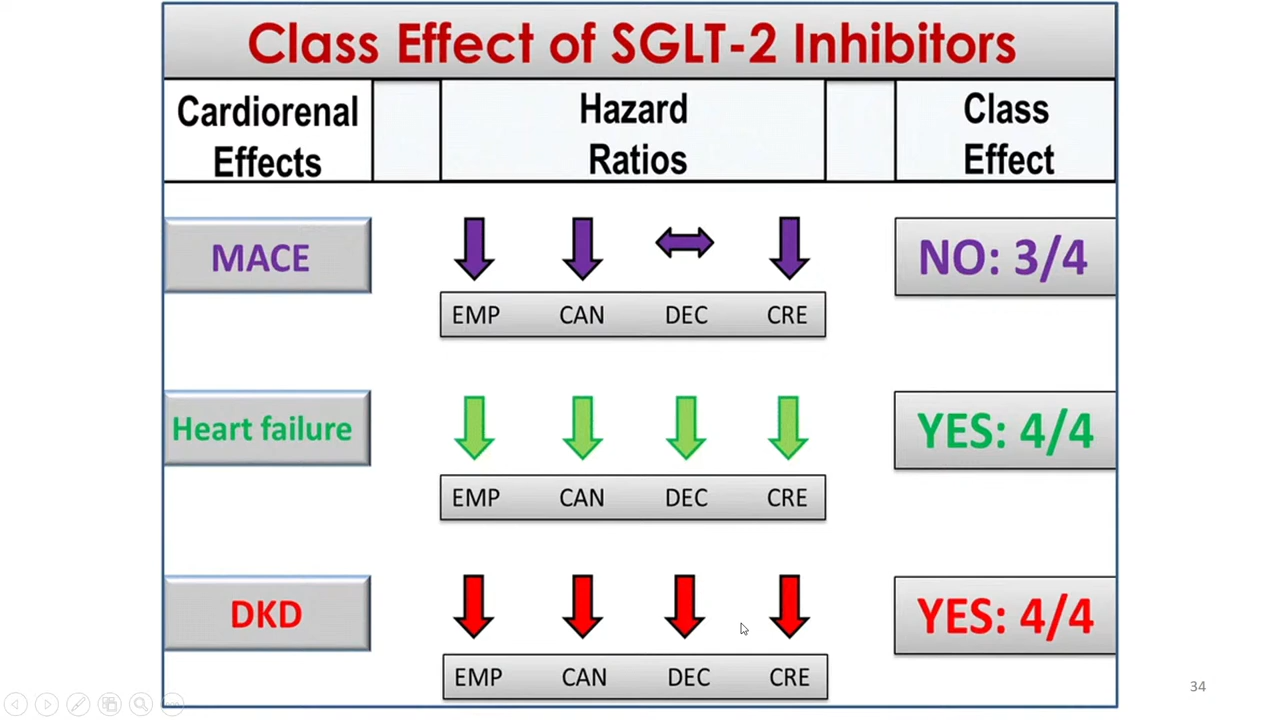 Class Effect of SGLT-2 Inhibitors
Cardiorenal
Effects
Hazard
Ratios
Class
Effect
MACE
NO: 3/4
EMP CAN DEC CRE
Heart failure
YES: 4/4
EMP CAN DEC CRE
DKD
YES: 4/4
EMP CAN DEC CRE
34